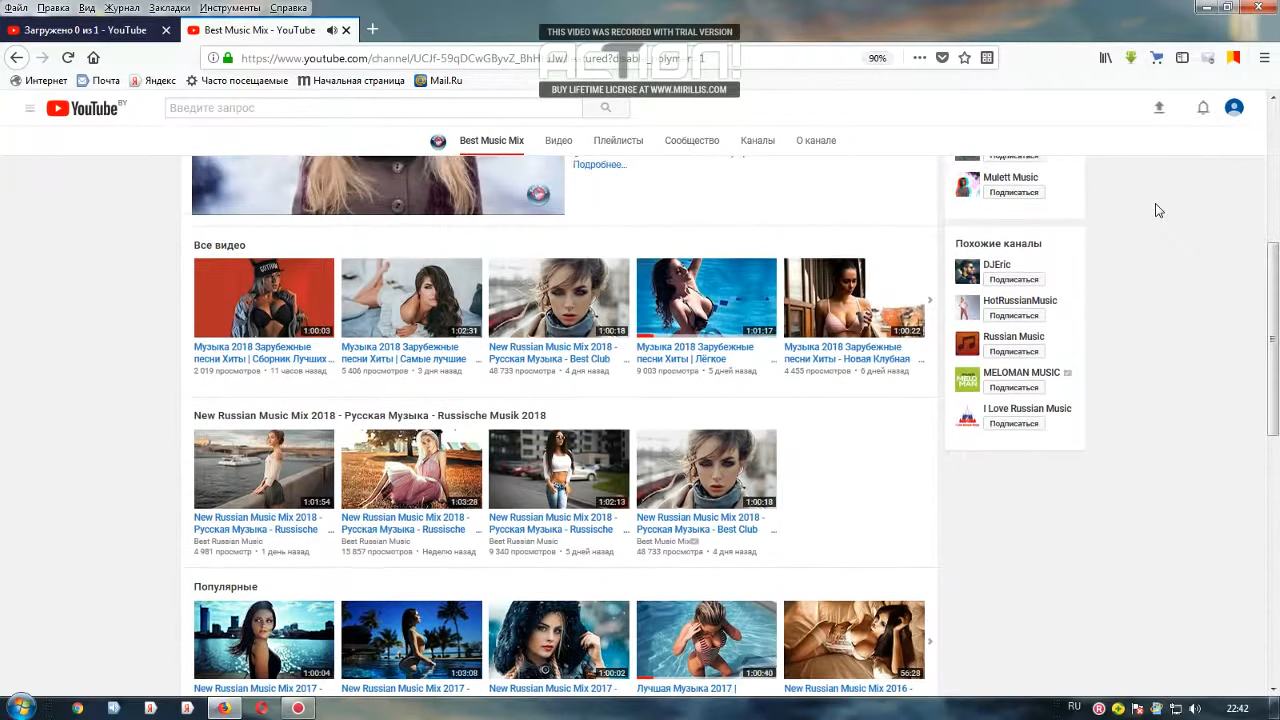 Файл Правка Вид Журнал Закладки Инструменты Справка
Загружено 0 из 1 - YouTube
Best Music Mix - YouTube
THIS VIDEO WAS RECORDED WITH TRIAL VERSION
BUY LIFETIME LICENSE AT WWW.MIRILLIS.COM
90%
Интернет Почта Яндекс Часто посещаемые Начальная страница Mail.Ru
YouTube BY
Введите запрос
Best Music Mix Видео Плейлисты Сообщество Каналы О канале
Подробнее...
Подписаться
Mulett Music
Подписаться
Все видео
1:00:03 1:02:31 1:00:18 1:01:17 1:00:22
Музыка 2018 Зарубежные
песни Хиты | Сборник Лучших ...
2 019 просмотров • 11 часов назад
Музыка 2018 Зарубежные
песни Хиты | Самые лучшие ...
5 406 просмотров • 3 дня назад
New Russian Music Mix 2018 -
Русская Музыка - Best Club ...
48 733 просмотра • 4 дня назад
Музыка 2018 Зарубежные
песни Хиты | Лёгкое ...
9 003 просмотра • 5 дней назад
Музыка 2018 Зарубежные
песни Хиты - Новая Клубная ...
4 455 просмотров • 6 дней назад
Похожие каналы
DJEric
Подписаться
HotRussianMusic
Подписаться
Russian Music
Подписаться
MELOMAN MUSIC
Подписаться
I Love Russian Music
Подписаться
New Russian Music Mix 2018 - Русская Музыка - Russische Musik 2018
1:01:54 1:03:28 1:02:13 1:00:18
New Russian Music Mix 2018 -
Русская Музыка - Russische ...
Best Russian Music
4 981 просмотр • 1 день назад
New Russian Music Mix 2018 -
Русская Музыка - Russische ...
Best Russian Music
15 857 просмотров • Неделю назад
New Russian Music Mix 2018 -
Русская Музыка - Russische ...
Best Russian Music
9 340 просмотров • 5 дней назад
New Russian Music Mix 2018 -
Русская Музыка - Best Club ...
Best Music Mix
48 733 просмотра • 4 дня назад
Популярные
1:00:04 1:03:08 1:00:02 1:00:40 56:28
New Russian Music Mix 2017 -
New Russian Music Mix 2017 -
New Russian Music Mix 2017 -
Лучшая Музыка 2017 |
New Russian Music Mix 2016 -
RU
22:42